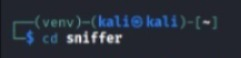 (venv)-(kali㉿kali)-[~]
$ cd sniffer